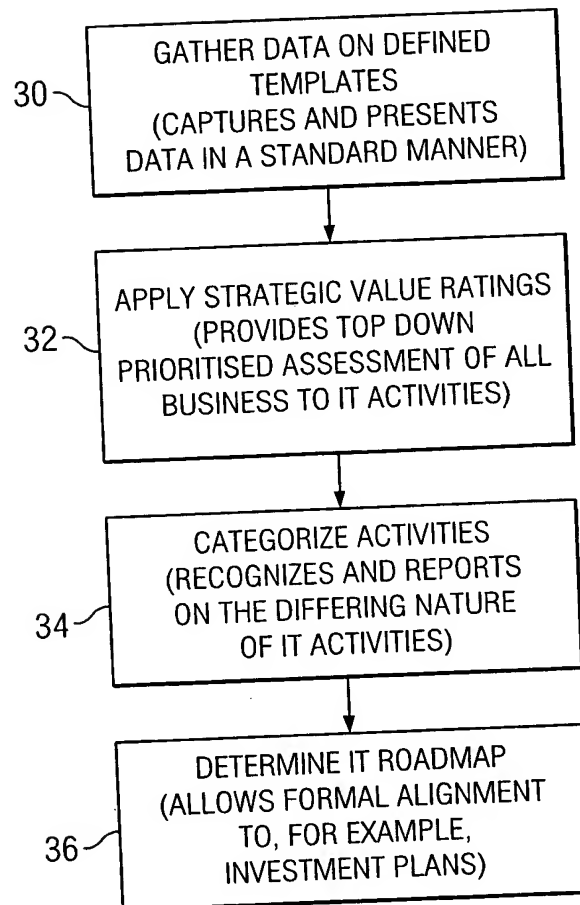 GATHER DATA ON DEFINED
TEMPLATES
30
(CAPTURES AND PRESENTS
DATA IN A STANDARD MANNER)
APPLY STRATEGIC VALUE RATINGS
32
(PROVIDES TOP DOWN
PRIORITISED ASSESSMENT OF ALL
BUSINESS TO IT ACTIVITIES)
CATEGORIZE ACTIVITIES
(RECOGNIZES AND REPORTS
34
ON THE DIFFERING NATURE
OF IT ACTIVITIES)
DETERMINE IT ROADMAP
(ALLOWS FORMAL ALIGNMENT
36
TO, FOR EXAMPLE,
INVESTMENT PLANS)